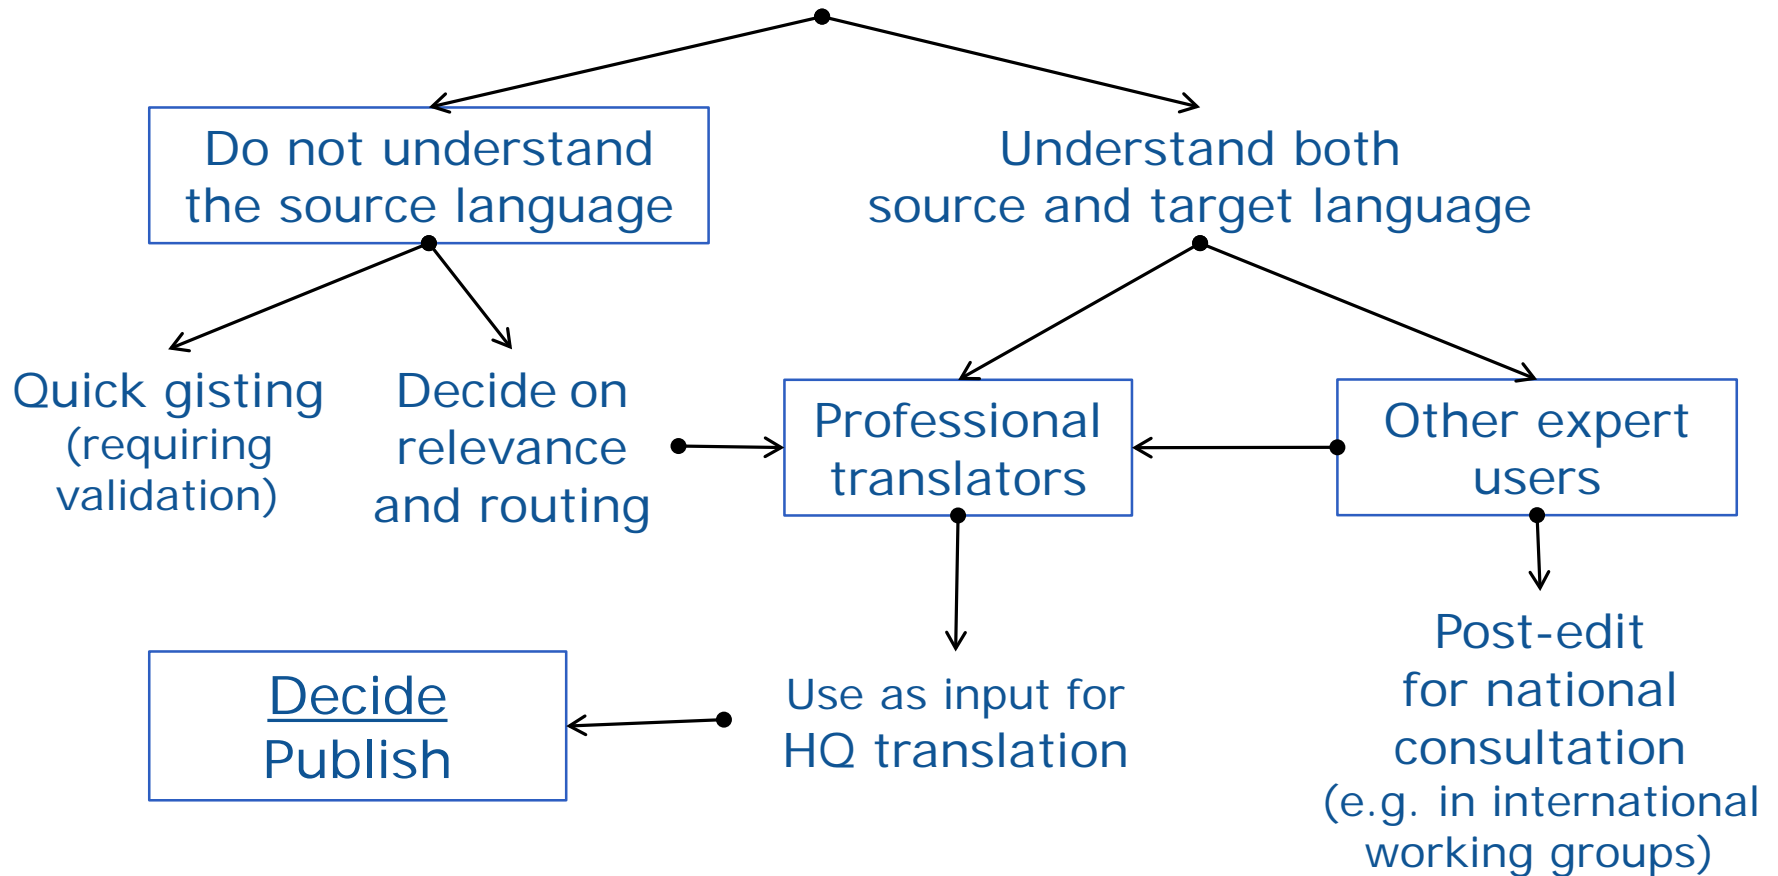 Do not understand
the source language
Understand both
source and target language
Quick gisting
(requiring
validation)
Decide on
relevance
and routing
Professional
translators
Other expert
users
Decide
Publish
Use as input for
HQ translation
Post-edit
for national
consultation
(e.g. in international
working groups)